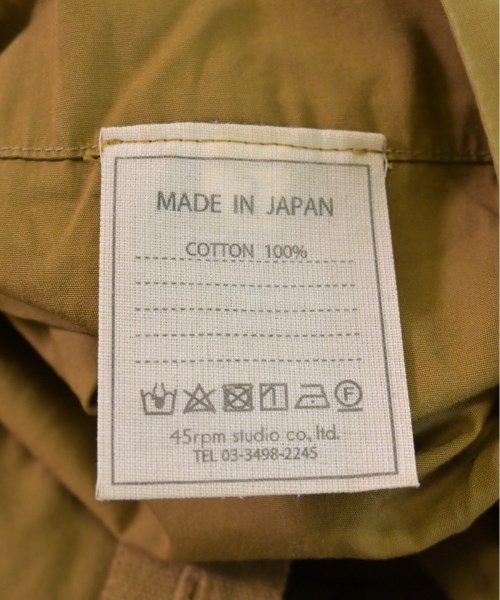 MADE IN JAPAN
COTTON 100%
F
45rpm studio co., ltd.
TEL 03-3498-2245